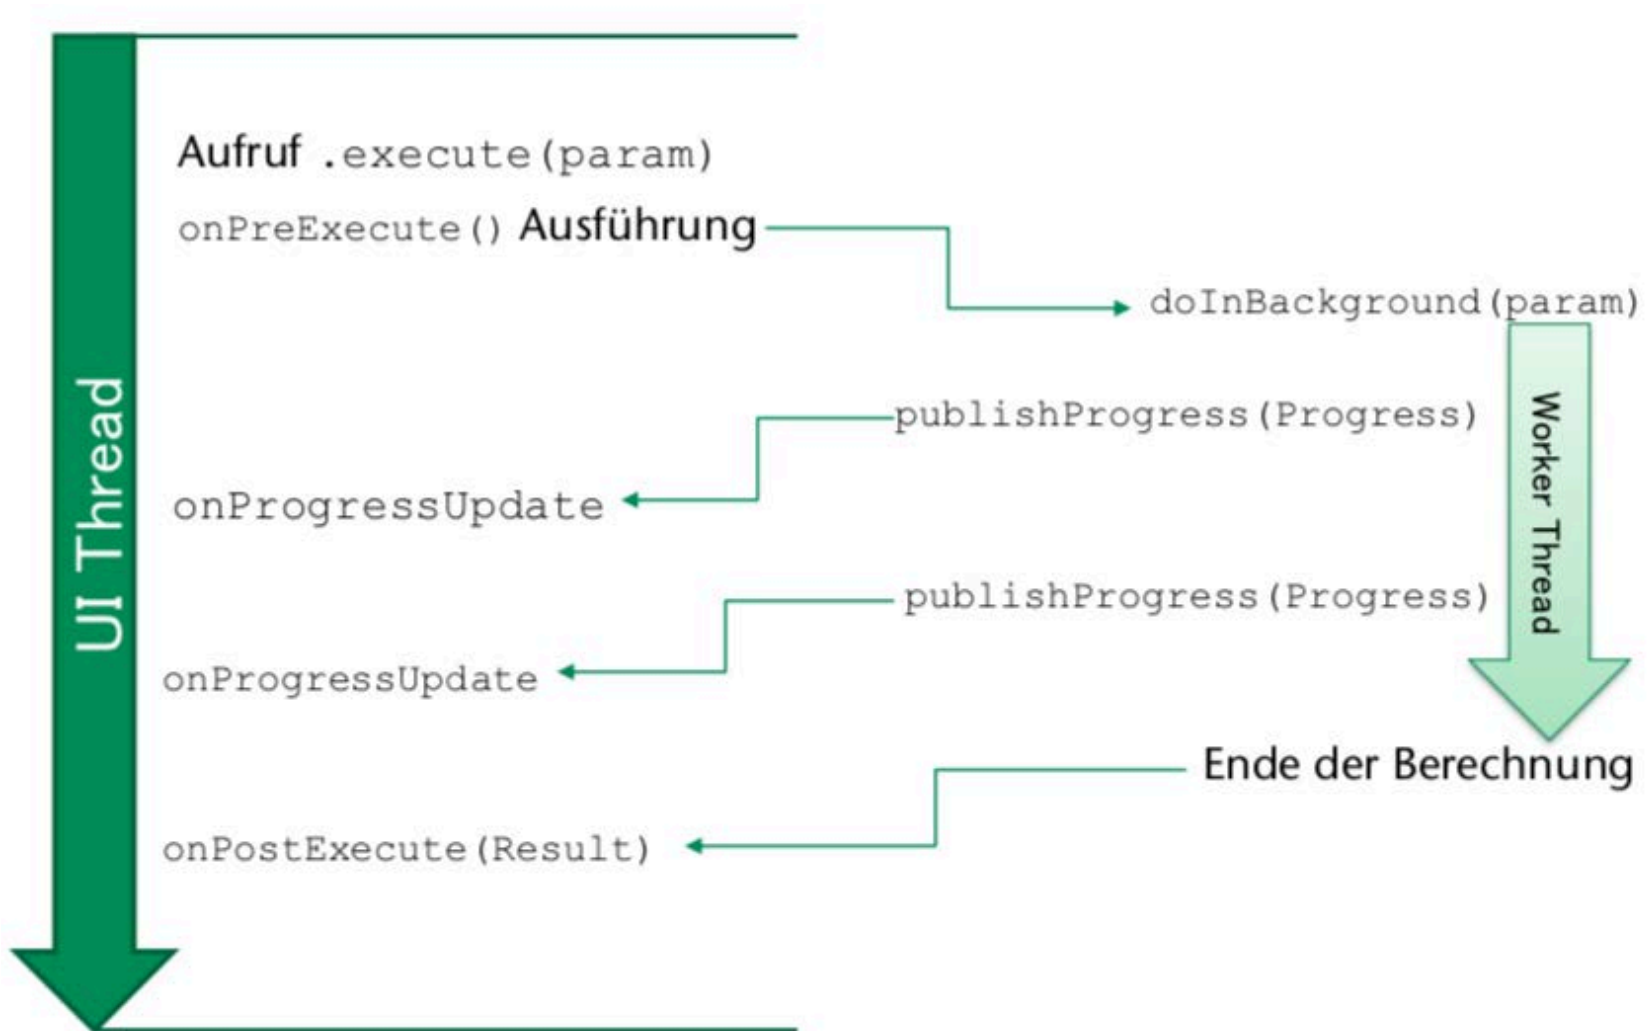 UI Thread
Aufruf .execute(param)
onPreExecute() Ausführung
doInBackground(param)
Worker Thread
publishProgress(Progress)
onProgressUpdate
publishProgress(Progress)
onProgressUpdate
Ende der Berechnung
onPostExecute(Result)